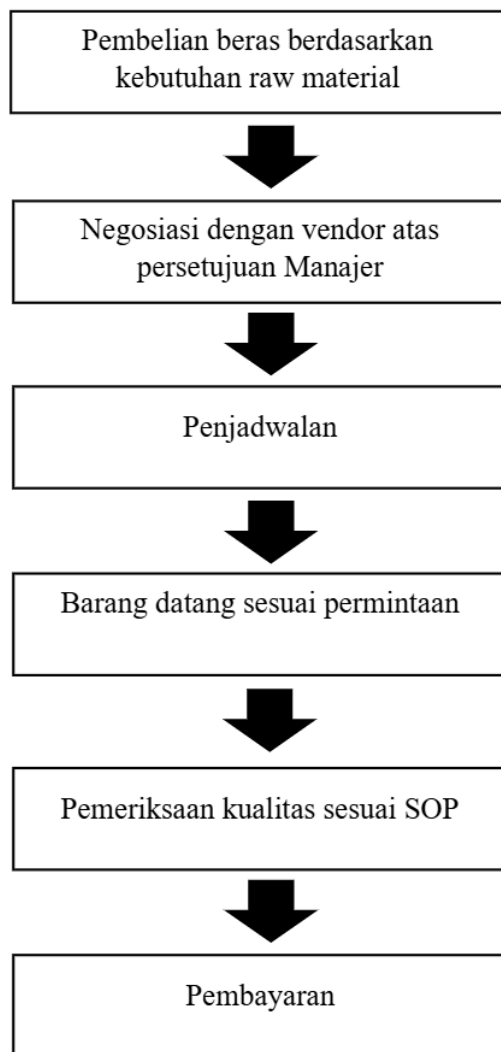 Pembelian beras berdasarkan
kebutuhan raw material
Negosiasi dengan vendor atas
persetujuan Manajer
Penjadwalan
Barang datang sesuai permintaan
Pemeriksaan kualitas sesuai SOP
Pembayaran